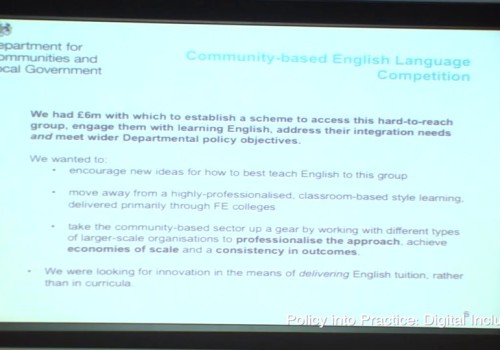 epartment for
ommunities and
ocal Government
Community-based English Language
Competition
We had £6m with which to establish a scheme to access this hard-to-reach
group, engage them with learning English, address their integration needs
and meet wider Departmental policy objectives.
We wanted to:
• encourage new ideas for how to best teach English to this group
• move away from a highly-professionalised, classroom-based style learning,
delivered primarily through FE colleges
• take the community-based sector up a gear by working with different types
of larger-scale organisations to professionalise the approach, achieve
economies of scale and a consistency in outcomes.
• We were looking for innovation in the means of delivering English tuition, rather
than in curricula.
Policy into Practice: Digital Inclu